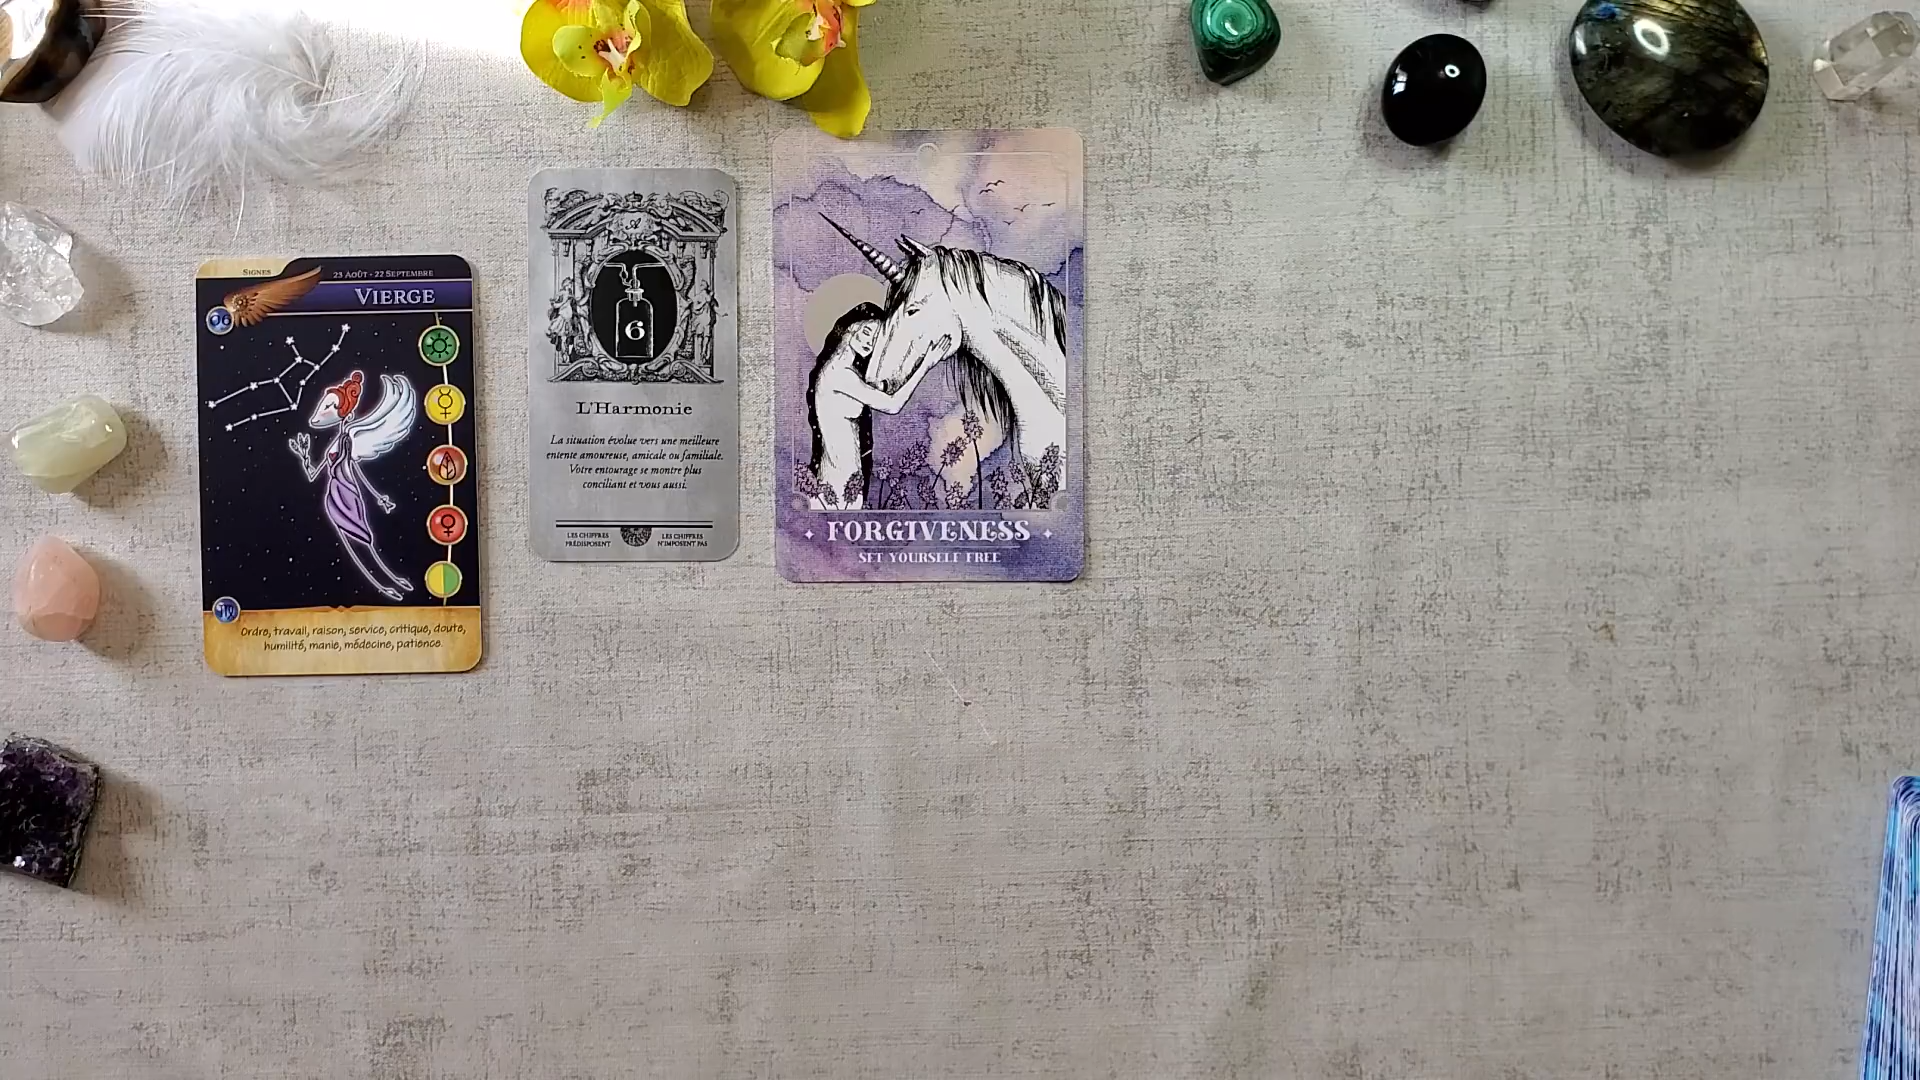 SIGNES
23 AOÛT - 22 SEPTEMBRE
VIERGE
06
Ordre, travail, raison, service, critique, doute,
humilité, manie, médecine, patience.
A
6
L'Harmonie
La situation évolue vers une meilleure
entente amoureuse, amicale ou familiale.
Votre entourage se montre plus
conciliant et vous aussi.
LES CHIFFRES
PRÉDISPOSENT
LES CHIFFRES
N'IMPOSENT PAS
FORGIVENESS
SET YOURSELF FREE